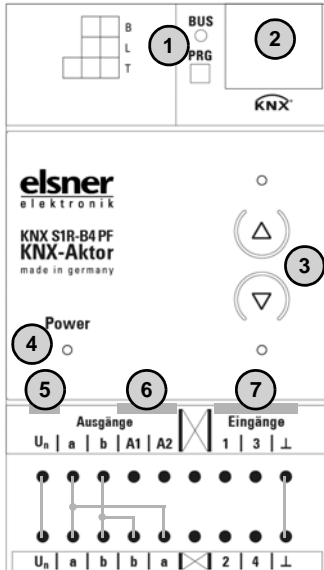 B
L
T
BUS
PRG
1
2
KNX
elsner
elektronik
KNX S1R-B4 PF
KNX-Aktor
made in germany
3
Power
4
5
6
7
Ausgänge
Eingänge
Un | a | b | A1 | A2 | 1 | 3 | ⊥
Un | a | b | b | a | 2 | 4 | ⊥